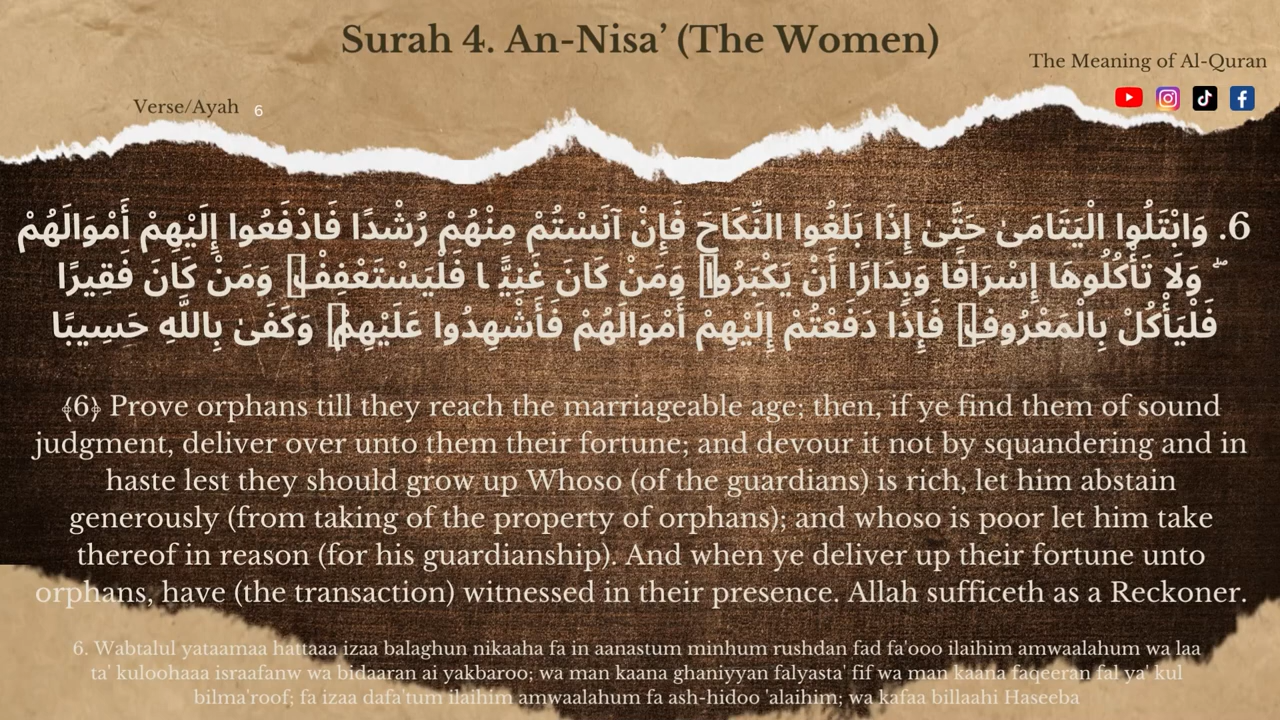 Surah 4. An-Nisa’ (The Women)
The Meaning of Al-Quran
Verse/Ayah 6
6. وَابْتَلُوا الْيَتَامَىٰ حَتَّىٰ إِذَا بَلَغُوا النِّكَاحَ فَإِنْ آنَسْتُمْ مِنْهُمْ رُشْدًا فَادْفَعُوا إِلَيْهِمْ أَمْوَالَهُمْ
ۖ وَلَا تَأْكُلُوهَا إِسْرَافًا وَبِدَارًا أَنْ يَكْبَرُوا وَمَنْ كَانَ غَنِيًّا فَلْيَسْتَعْفِفْ وَمَنْ كَانَ فَقِيرًا
فَلْيَأْكُلْ بِالْمَعْرُوفِ فَإِذَا دَفَعْتُمْ إِلَيْهِمْ أَمْوَالَهُمْ فَأَشْهِدُوا عَلَيْهِمْ وَكَفَىٰ بِاللَّهِ حَسِيبًا
﴾6﴿ Prove orphans till they reach the marriageable age; then, if ye find them of sound
judgment, deliver over unto them their fortune; and devour it not by squandering and in
haste lest they should grow up Whoso (of the guardians) is rich, let him abstain
generously (from taking of the property of orphans); and whoso is poor let him take
thereof in reason (for his guardianship). And when ye deliver up their fortune unto
orphans, have (the transaction) witnessed in their presence. Allah sufficeth as a Reckoner.
6. Wabtalul yataamaa hattaaa izaa balaghun nikaaha fa in aanastum minhum rushdan fad fa'ooo ilaihim amwaalahum wa laa
ta' kuloohaaa israafanw wa bidaaran ai yakbaroo; wa man kaana ghaniyyan falyasta' fif wa man kaana faqeeran fal ya' kul
bilma'roof; fa izaa dafa'tum ilaihim amwaalahum fa ash-hidoo 'alaihim; wa kafaa billaahi Haseeba